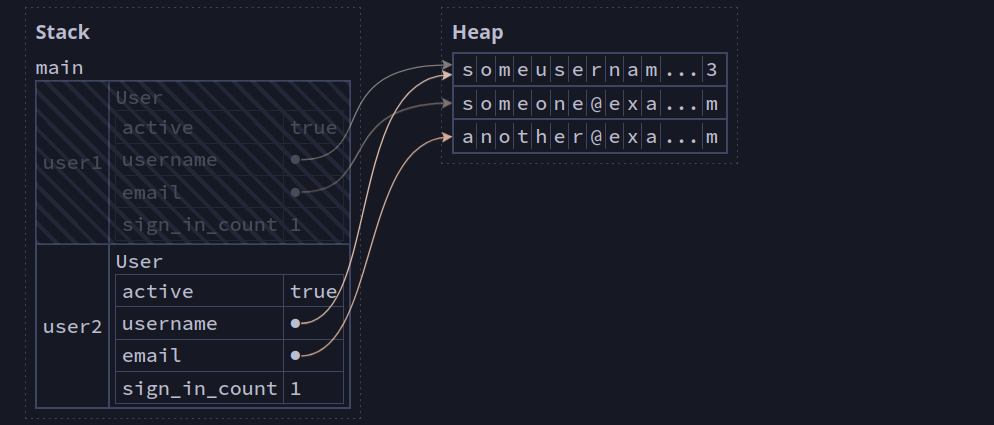 Stack
main
user1
User
active true
username
email
sign_in_count 1
user2
User
active true
username
email
sign_in_count 1
Heap
someusernam...3
someone@exa...m
another@exa...m